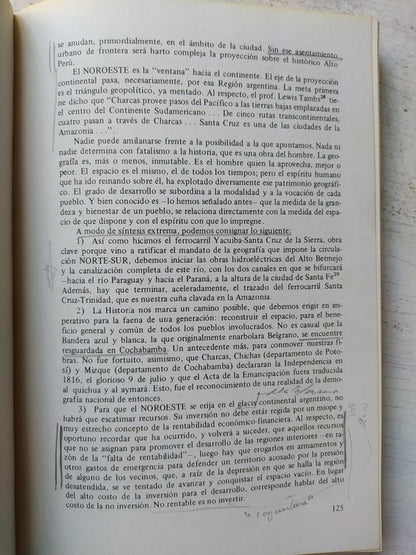 se anudan, primordialmente, en el ámbito de la ciudad. Sin ese asentamiento
urbano de frontera será harto compleja la proyección sobre el histórico Alto
Perú.
El NOROESTE es la "ventana" hacia el continente. El eje de la proyección
continental pasa, necesariamente, por esa Región argentina. La meta primera
es el triángulo geopolítico, ya mentado. Al respecto, el prof. Lewis Tambs²⁸ tie-
ne dicho que "Charcas provee pasos del Pacífico a las tierras bajas emplazadas en
el centro del Continente Sudamericano... De cinco rutas transcontinentales,
cuatro pasan a través de Charcas... Santa Cruz es una de las ciudades de la
Amazonia...".
Nadie puede amilanarse frente a la posibilidad a la que apuntamos. Nada ni
nadie determina con fatalismo a la historia, que es una obra del hombre. La geo-
grafía es, más o menos, inmutable. Es el hombre quien la aprovecha, mejor o
peor. El espacio es el mismo, el de todos los tiempos; pero el espíritu humano
que ha ido reinando sobre él, ha explotado diversamente ese patrimonio geográfi-
co. El grado de desarrollo se subordina a la modalidad y a la vocación de cada
pueblo. Y bien conocido es —lo hemos señalado antes— que la medida de la gran-
deza y bienestar de un pueblo, se relaciona directamente con la medida del espa-
cio de que dispone y con el espíritu con que lo impregne.
A modo de síntesis extrema, podemos consignar lo siguiente:
1) Así como hicimos el ferrocarril Yacuiba-Santa Cruz de la Sierra, obra
clave porque vino a ratificar el mandato de la geografía que impone la circula-
ción NORTE-SUR, debemos iniciar las obras hidroeléctricas del Alto Bermejo
y la canalización completa de este río, con los dos canales en que se bifurcará
—hacia el río Paraguay y hacia el Paraná, a la altura de la ciudad de Santa Fe²⁹.
Además, hay que terminar, aceleradamente, el trazado del ferrocarril Santa
Cruz-Trinidad, que es nuestra cuña clavada en la Amazonia.
2) La Historia nos marca un camino posible, que debemos erigir en im-
perativo para la faena de una generación: reconstruir el espacio, para el bene-
ficio general y común de todos los pueblos involucrados. No es casual que la
Bandera azul y blanca, la que originalmente enarbolara Belgrano, se encuentre
resguardada en Cochabamba. Un antecedente más, para conmover nuestras fi-
bras. No fue fortuito, asimismo, que Charcas, Chichas (departamento de Poto-
sí) y Mizque (departamento de Cochabamba) declararan la Independencia en
1816, el glorioso 9 de julio y que el Acta de la Emancipación fuera traducida
al quichua y al aymará. Esto, fue el reconocimiento de una realidad de la demo-
grafía nacional de entonces.
3) Para que el NOROESTE se erija en el glacis continental argentino, no
habrá que escatimar recursos. Su inversión no debe estar regida por un miope y
muy estrecho concepto de la rentabilidad económico-financiera. Al respecto, es
oportuno recordar que ha ocurrido, y volverá a suceder, que aquellos recursos
que no se asignan para promover el desarrollo de las regiones interiores —en ra-
zón de la "falta de rentabilidad"—, luego hay que erogarlos en armamentos y
otros gastos de emergencia para defender un territorio acosado por la presión
de alguno de los vecinos, que, a raíz de la depresión en que se halla la región
desatendida, se ve tentado de avanzar y conquistar el espacio vacío. En lugar
del alto costo de la inversión para el desarrollo, corresponde hablar del alto
costo de la no inversión. No rentable es no invertir.
125